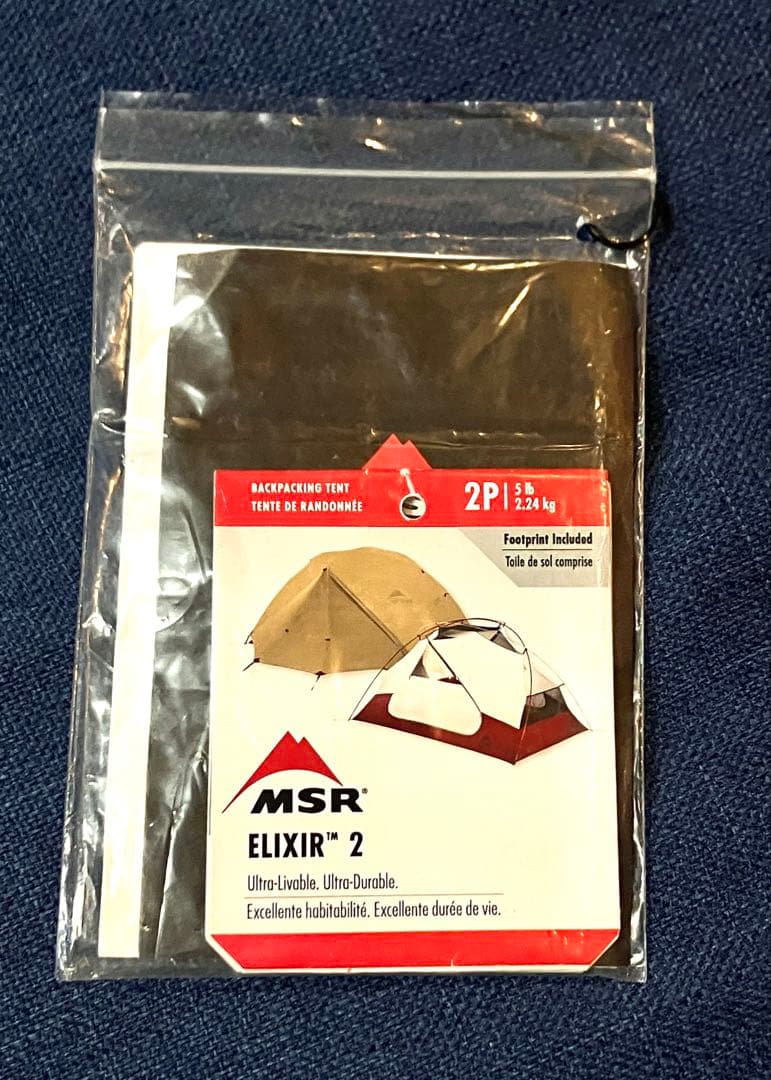 BACKPACKING TENT
TENTE DE RANDONNÉE
2P
5 lb
2.24 kg
Footprint Included
Toile de sol comprise
MSR®
ELIXIR™ 2
Ultra-Livable. Ultra-Durable.
Excellente habitabilité. Excellente durée de vie.